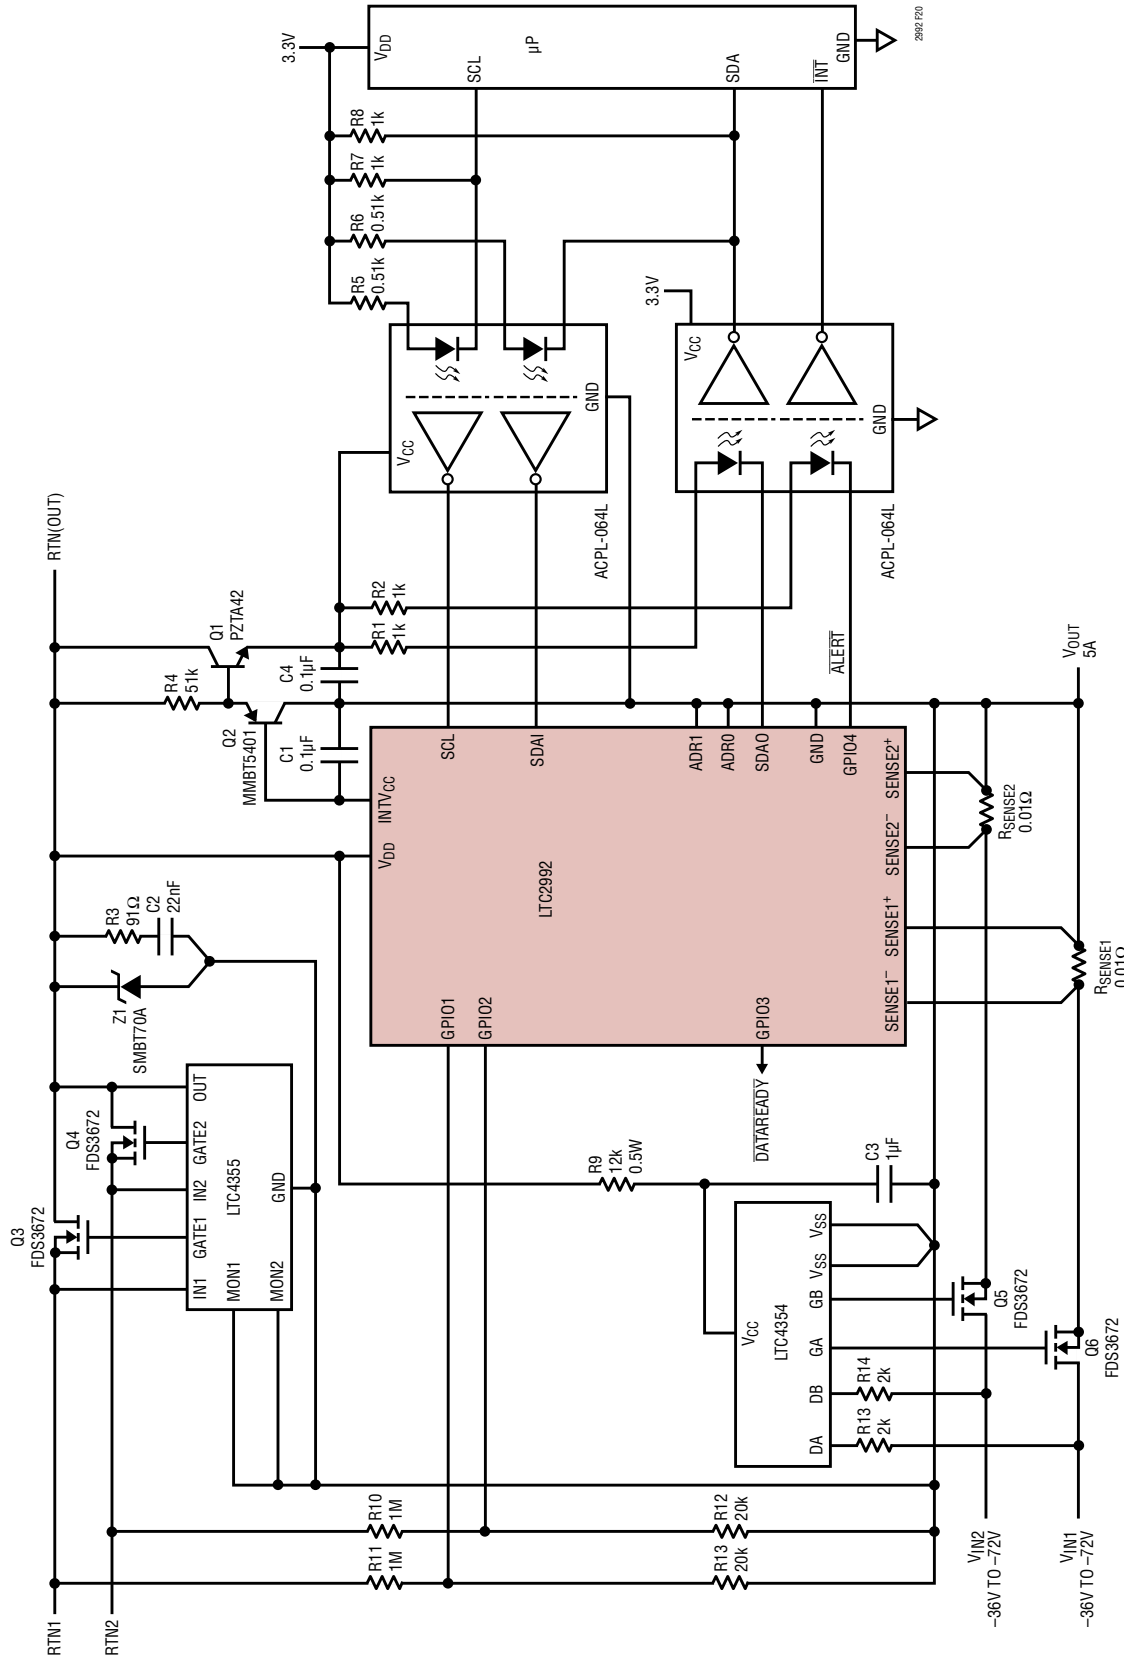 RTN1
RTN2
RTN(OUT)
Q3
FDS3672
Q4
FDS3672
IN1
GATE1
IN2
GATE2
OUT
MON1
LTC4355
MON2
GND
Z1
SMBT70A
R3
91Ω
C2
22nF
R4
51k
Q1
PZTA42
Q2
MMBT5401
C1
0.1µF
C4
0.1µF
R1
1k
R2
1k
3.3V
R5
0.51k
R6
0.51k
R7
1k
R8
1k
VDD
SCL
µP
SDA
INT
GND
VCC
GND
ACPL-064L
3.3V
VCC
GND
ACPL-064L
R11
1M
R10
1M
R13
20k
R12
20k
GPIO1
GPIO2
GPIO3
DATAREADY
VDD
INTVCC
SCL
SDAI
LTC2992
ADR1
ADR0
SDAO
GND
GPIO4
ALERT
SENSE1–
SENSE1+
SENSE2–
SENSE2+
R9
12k
0.5W
C3
1µF
VCC
LTC4354
DA
DB
GA
GB
VSS
VSS
R13
2k
R14
2k
Q5
FDS3672
Q6
FDS3672
RSENSE2
0.01Ω
RSENSE1
0.01Ω
VIN2
–36V TO –72V
VIN1
–36V TO –72V
VOUT
5A
2992 F20